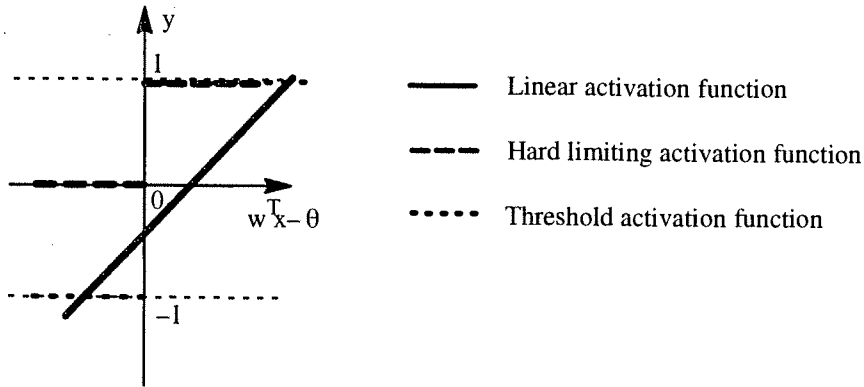 y
1
0
w^T x – θ
–1
Linear activation function
Hard limiting activation function
Threshold activation function